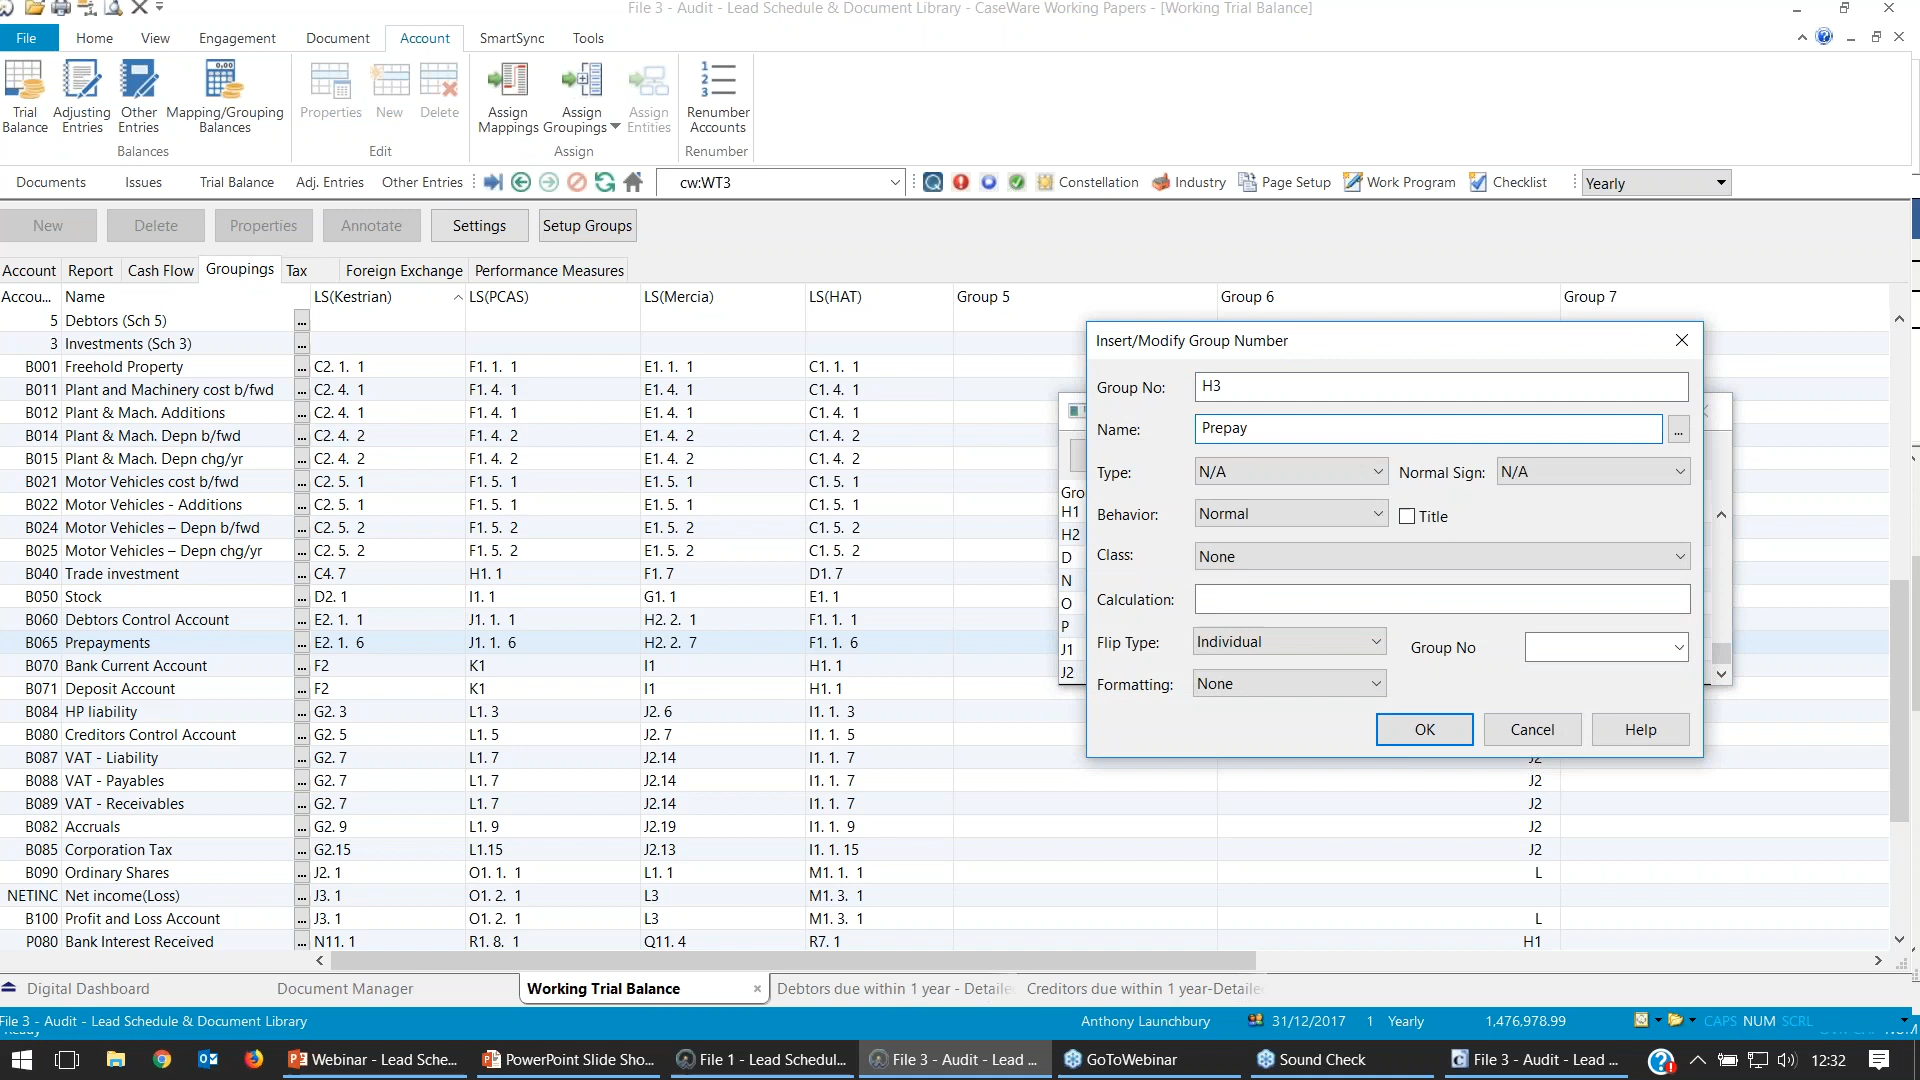 File 3 - Audit - Lead Schedule & Document Library - CaseWare Working Papers - [Working Trial Balance]
File Home View Engagement Document Account SmartSync Tools
Trial Balance Adjusting Entries Other Entries Mapping/Grouping Balances Properties New Delete Assign Mappings Assign Groupings Assign Entities Renumber Accounts
Balances Edit Assign Renumber
Documents Issues Trial Balance Adj. Entries Other Entries cw:WT3 Constellation Industry Page Setup Work Program Checklist Yearly
New Delete Properties Annotate Settings Setup Groups
Account Report Cash Flow Groupings Tax Foreign Exchange Performance Measures
Accou... Name LS(Kestrian) LS(PCAS) LS(Mercia) LS(HAT) Group 5 Group 6 Group 7
5 Debtors (Sch 5) ...
3 Investments (Sch 3) ...
B001 Freehold Property ... C2. 1. 1 F1. 1. 1 E1. 1. 1 C1. 1. 1
B011 Plant and Machinery cost b/fwd ... C2. 4. 1 F1. 4. 1 E1. 4. 1 C1. 4. 1
B012 Plant & Mach. Additions ... C2. 4. 1 F1. 4. 1 E1. 4. 1 C1. 4. 1
B014 Plant & Mach. Depn b/fwd ... C2. 4. 2 F1. 4. 2 E1. 4. 2 C1. 4. 2
B015 Plant & Mach. Depn chg/yr ... C2. 4. 2 F1. 4. 2 E1. 4. 2 C1. 4. 2
B021 Motor Vehicles cost b/fwd ... C2. 5. 1 F1. 5. 1 E1. 5. 1 C1. 5. 1
B022 Motor Vehicles - Additions ... C2. 5. 1 F1. 5. 1 E1. 5. 1 C1. 5. 1
B024 Motor Vehicles – Depn b/fwd ... C2. 5. 2 F1. 5. 2 E1. 5. 2 C1. 5. 2
B025 Motor Vehicles – Depn chg/yr ... C2. 5. 2 F1. 5. 2 E1. 5. 2 C1. 5. 2
B040 Trade investment ... C4. 7 H1. 1 F1. 7 D1. 7
B050 Stock ... D2. 1 I1. 1 G1. 1 E1. 1
B060 Debtors Control Account ... E2. 1. 1 J1. 1. 1 H2. 2. 1 F1. 1. 1
B065 Prepayments ... E2. 1. 6 J1. 1. 6 H2. 2. 7 F1. 1. 6
B070 Bank Current Account ... F2 K1 I1 H1. 1
B071 Deposit Account ... F2 K1 I1 H1. 1
B084 HP liability ... G2. 3 L1. 3 J2. 6 I1. 1. 3
B080 Creditors Control Account ... G2. 5 L1. 5 J2. 7 I1. 1. 5
B087 VAT - Liability ... G2. 7 L1. 7 J2.14 I1. 1. 7 J2
B088 VAT - Payables ... G2. 7 L1. 7 J2.14 I1. 1. 7 J2
B089 VAT - Receivables ... G2. 7 L1. 7 J2.14 I1. 1. 7 J2
B082 Accruals ... G2. 9 L1. 9 J2.19 I1. 1. 9 J2
B085 Corporation Tax ... G2.15 L1.15 J2.13 I1. 1.15 J2
B090 Ordinary Shares ... J2. 1 O1. 1. 1 L1. 1 M1. 1. 1 L
NETINC Net income(Loss) ... J3. 1 O1. 2. 1 L3 M1. 3. 1
B100 Profit and Loss Account ... J3. 1 O1. 2. 1 L3 M1. 3. 1 L
P080 Bank Interest Received ... N11. 1 R1. 8. 1 Q11. 4 R7. 1 H1
Gro
H1
H2
D
N
O
P
J1
J2
Insert/Modify Group Number
Group No: H3
Name: Prepay ...
Type: N/A Normal Sign: N/A
Behavior: Normal Title
Class: None
Calculation:
Flip Type: Individual Group No
Formatting: None
OK Cancel Help
Digital Dashboard Document Manager Working Trial Balance × Debtors due within 1 year - Detaile Creditors due within 1 year-Detaile
File 3 - Audit - Lead Schedule & Document Library Anthony Launchbury 31/12/2017 1 Yearly 1,476,978.99 CAPS NUM SCRL
Webinar - Lead Sche... PowerPoint Slide Sho... File 1 - Lead Schedul... File 3 - Audit - Lead ... GoToWebinar Sound Check File 3 - Audit - Lead ... 12:32